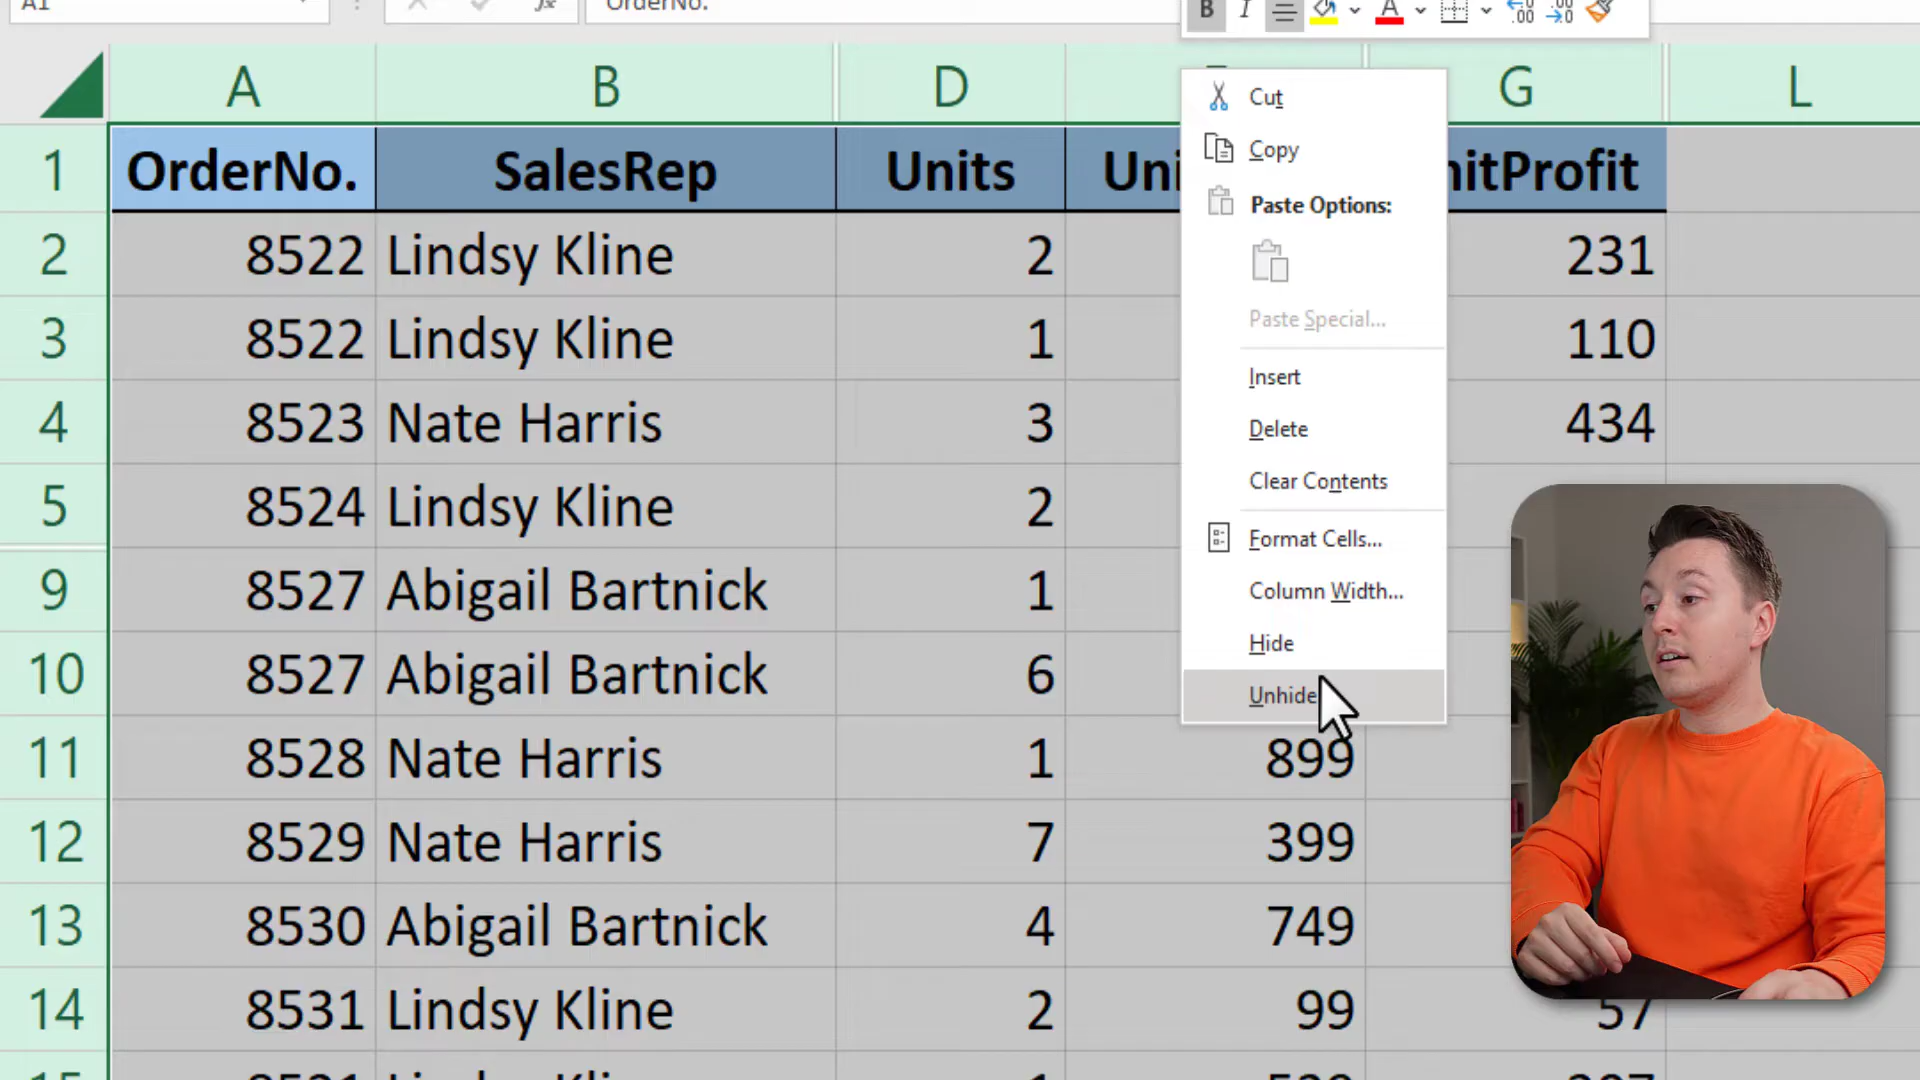 A1 OrderNo.
B I A
A B D G L
1 OrderNo. SalesRep Units Uni nitProfit
2 8522 Lindsy Kline 2 231
3 8522 Lindsy Kline 1 110
4 8523 Nate Harris 3 434
5 8524 Lindsy Kline 2
9 8527 Abigail Bartnick 1
10 8527 Abigail Bartnick 6
11 8528 Nate Harris 1 899
12 8529 Nate Harris 7 399
13 8530 Abigail Bartnick 4 749
14 8531 Lindsy Kline 2 99 57
Cut
Copy
Paste Options:
Paste Special...
Insert
Delete
Clear Contents
Format Cells...
Column Width...
Hide
Unhide